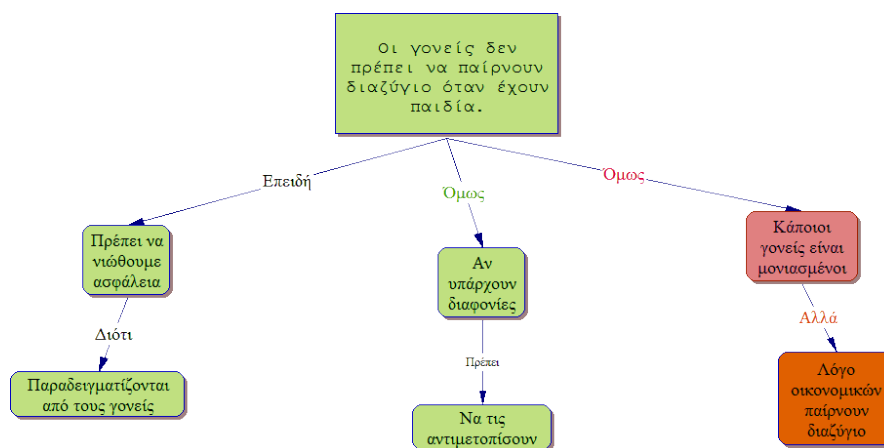 Οι γονείς δεν
πρέπει να παίρνουν
διαζύγιο όταν έχουν
παιδία.
Επειδή
Όμως
Όμως
Πρέπει να
νιώθουμε
ασφάλεια
Αν
υπάρχουν
διαφονίες
Κάποιοι
γονείς είναι
μονιασμένοι
Διότι
Πρέπει
Αλλά
Παραδειγματίζονται
από τους γονείς
Να τις
αντιμετοπίσουν
Λόγο
οικονομικών
παίρνουν
διαζύγιο